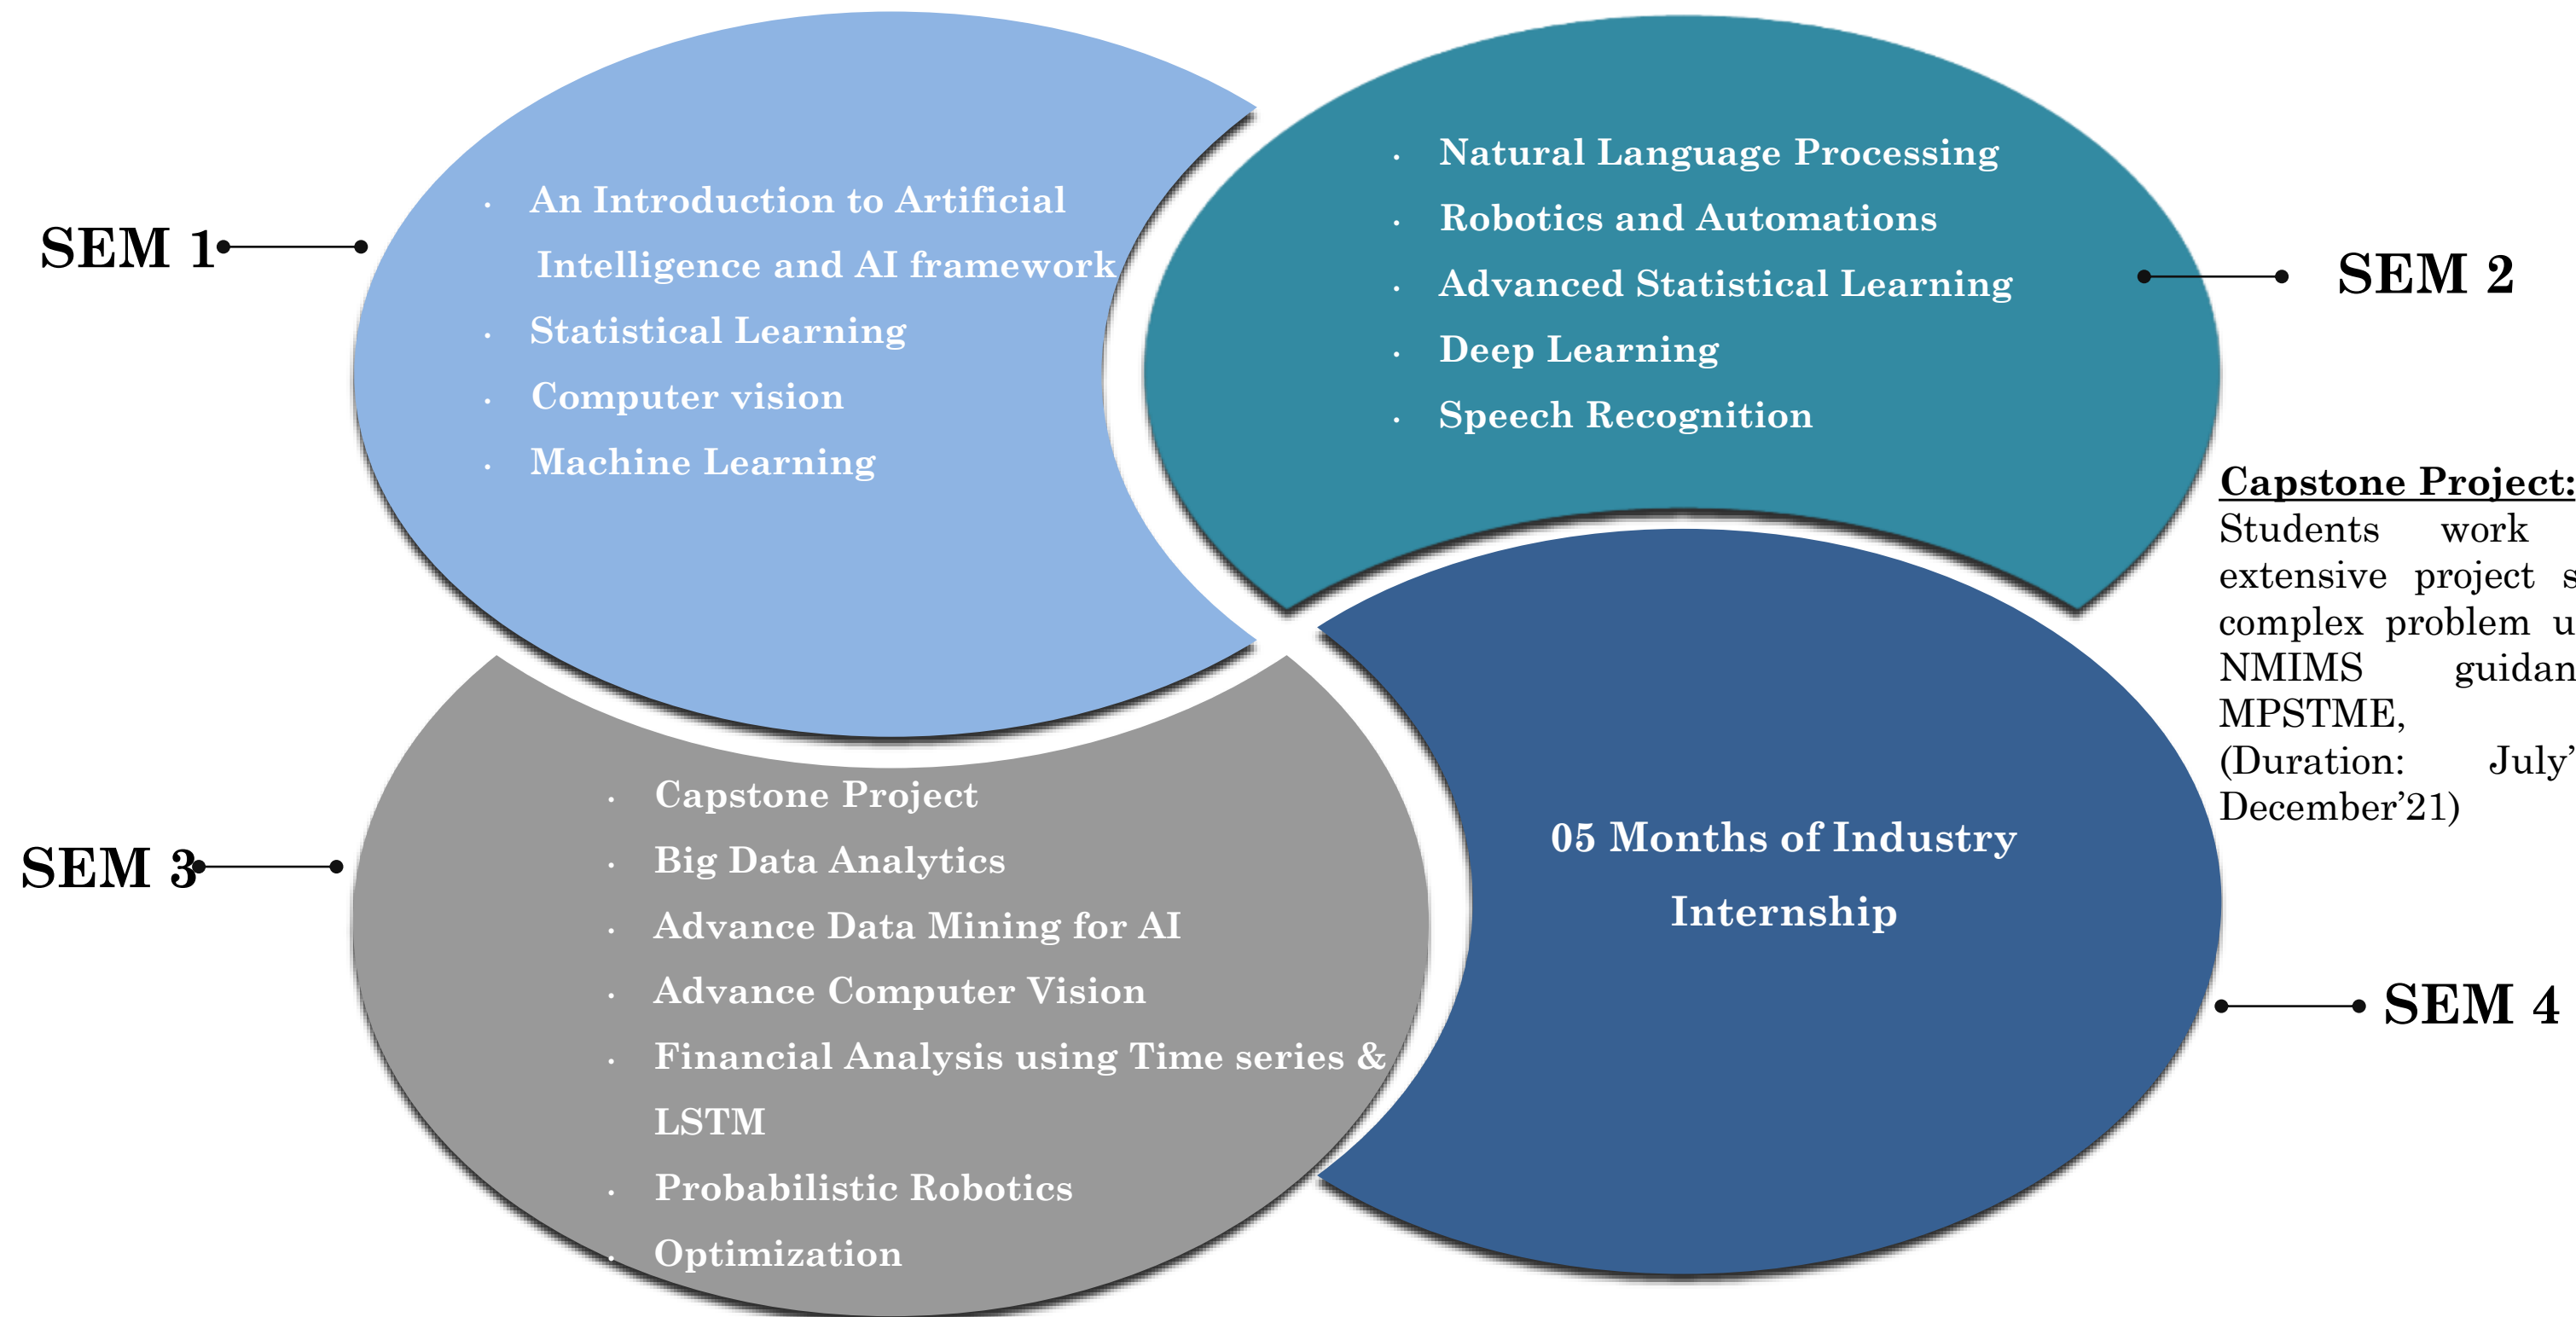 SEM 1
· An Introduction to Artificial
Intelligence and AI framework
· Statistical Learning
· Computer vision
· Machine Learning
· Natural Language Processing
· Robotics and Automations
· Advanced Statistical Learning
· Deep Learning
· Speech Recognition
SEM 2
Capstone Project:
Students work
extensive project
complex problem
NMIMS
MPSTME,
(Duration: July’
December’21)
SEM 3
· Capstone Project
· Big Data Analytics
· Advance Data Mining for AI
· Advance Computer Vision
· Financial Analysis using Time series &
LSTM
· Probabilistic Robotics
· Optimization
05 Months of Industry
Internship
SEM 4